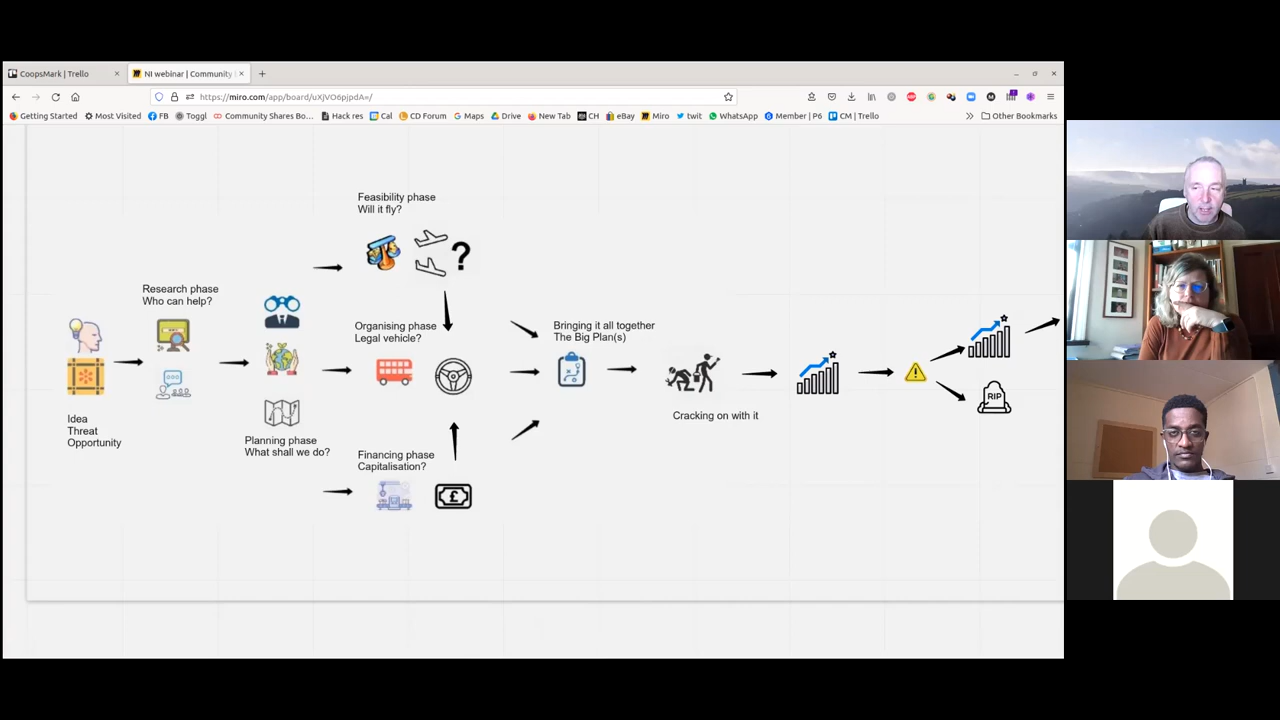 CoopsMark | Trello
NI webinar | Community
https://miro.com/app/board/uXjVO6pjpdA=/
Getting Started
Most Visited
FB
Toggl
Community Shares Bo...
Hack res
Cal
CD Forum
Maps
Drive
New Tab
CH
eBay
Miro
twit
WhatsApp
Member | P6
CM | Trello
Other Bookmarks
Feasibility phase
Will it fly?
?
Research phase
Who can help?
Organising phase
Legal vehicle?
Bringing it all together
The Big Plan(s)
RIP
Idea
Threat
Opportunity
Cracking on with it
Planning phase
What shall we do?
Financing phase
Capitalisation?
£